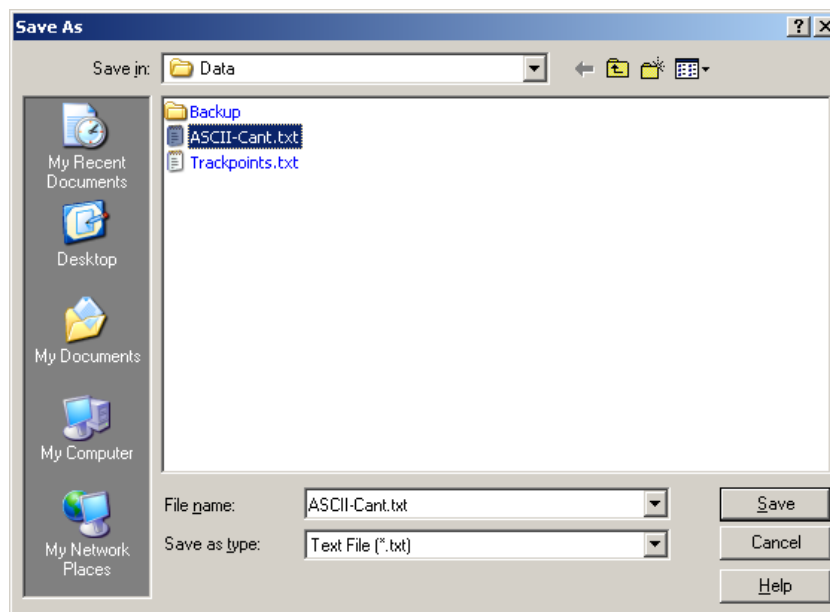 Save As
Save in: Data
Backup
ASCII-Cant.txt
Trackpoints.txt
My Recent
Documents
Desktop
My Documents
My Computer
My Network
Places
File name: ASCII-Cant.txt Save
Save as type: Text File (*.txt) Cancel
Help